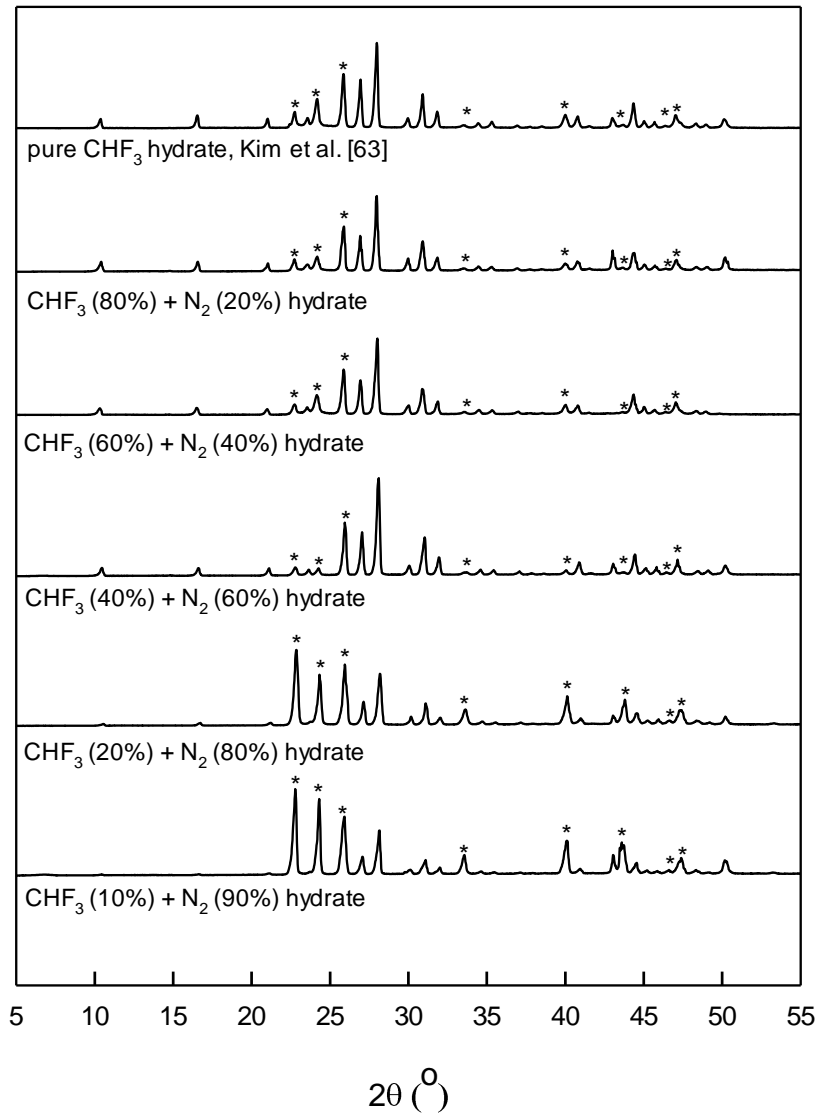 * * * * * * * *
pure CHF₃ hydrate, Kim et al. [63]
* * * * * * * *
CHF₃ (80%) + N₂ (20%) hydrate
* * * * * * * *
CHF₃ (60%) + N₂ (40%) hydrate
* * * * * * * *
CHF₃ (40%) + N₂ (60%) hydrate
* * * * * * * *
CHF₃ (20%) + N₂ (80%) hydrate
* * * * * * * *
CHF₃ (10%) + N₂ (90%) hydrate
5 10 15 20 25 30 35 40 45 50 55
2θ (°)